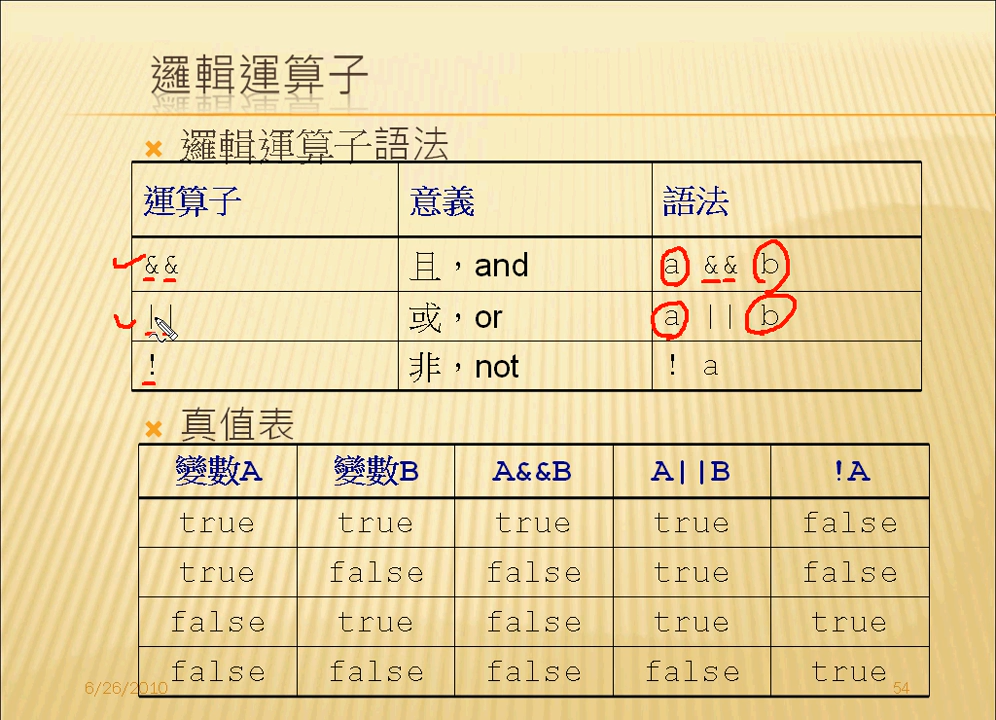 邏輯運算子
邏輯運算子語法
運算子 意義 語法
&& 且，and a && b
|| 或，or a || b
! 非，not ! a
真值表
變數A 變數B A&&B A||B !A
true true true true false
true false false true false
false true false true true
false false false false true
6/26/2010 54